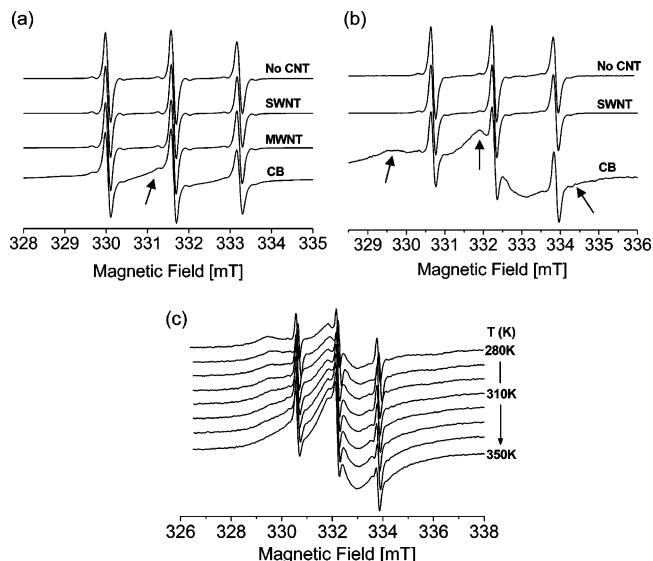 (a)
No CNT
SWNT
MWNT
CB
328 329 330 331 332 333 334 335
Magnetic Field [mT]
(b)
No CNT
SWNT
CB
329 330 331 332 333 334 335 336
Magnetic Field [mT]
(c)
T (K)
280K
310K
350K
326 328 330 332 334 336 338
Magnetic Field [mT]